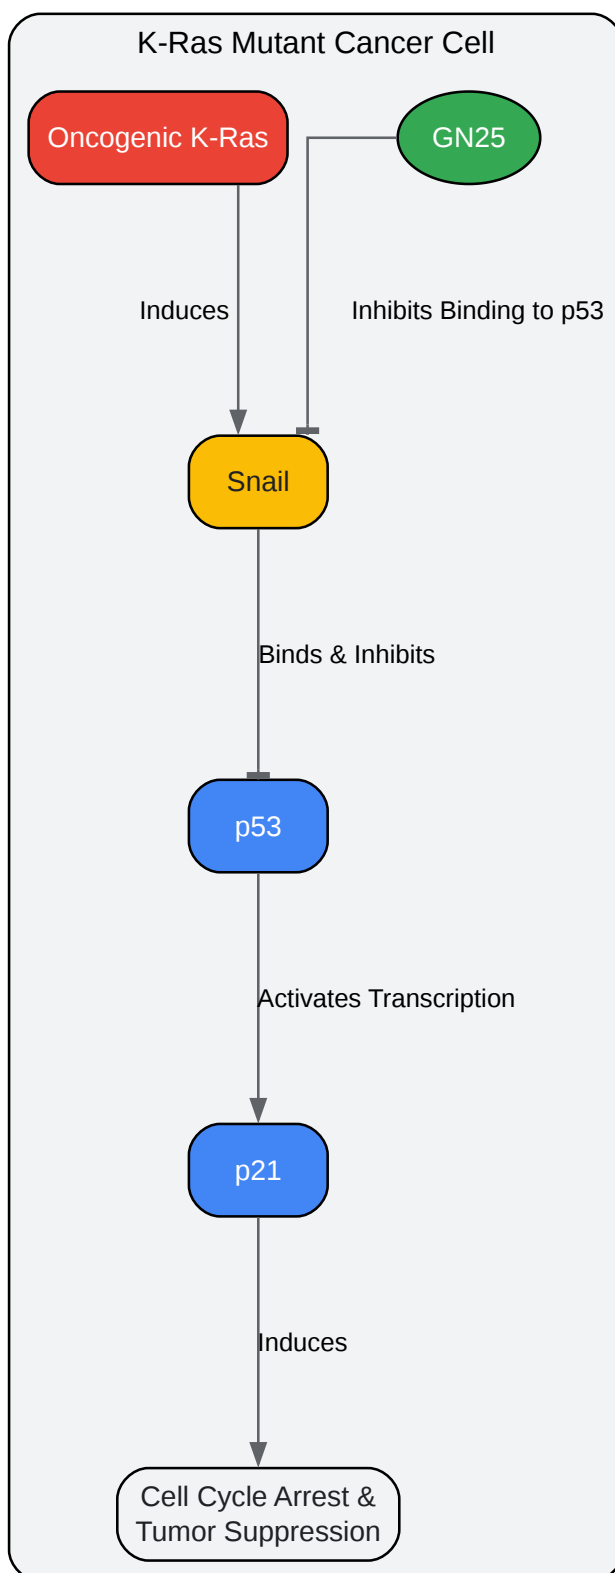 K-Ras Mutant Cancer Cell
Oncogenic K-Ras
GN25
Induces
Inhibits Binding to p53
Snail
Binds & Inhibits
p53
Activates Transcription
p21
Induces
Cell Cycle Arrest &
Tumor Suppression